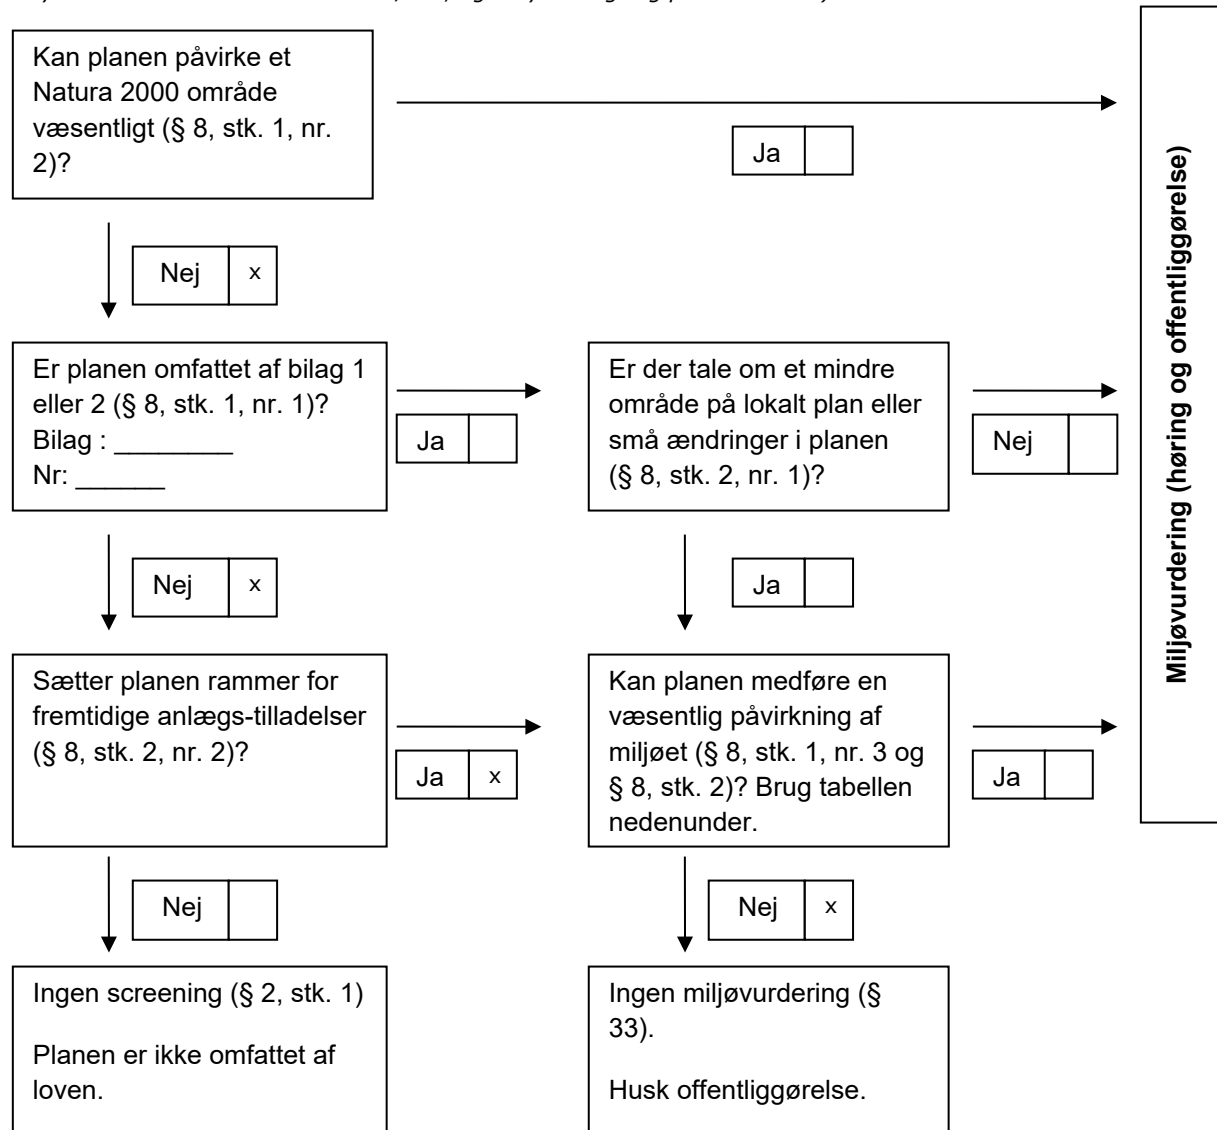 Kan planen påvirke et
Natura 2000 område
væsentligt (§ 8, stk. 1, nr.
2)?
Ja
Nej x
Er planen omfattet af bilag 1
eller 2 (§ 8, stk. 1, nr. 1)?
Bilag : ________
Nr: ______
Ja
Er der tale om et mindre
område på lokalt plan eller
små ændringer i planen
(§ 8, stk. 2, nr. 1)?
Nej
Nej x
Ja
Sætter planen rammer for
fremtidige anlægs-tilladelser
(§ 8, stk. 2, nr. 2)?
Ja x
Kan planen medføre en
væsentlig påvirkning af
miljøet (§ 8, stk. 1, nr. 3 og
§ 8, stk. 2)? Brug tabellen
nedenunder.
Ja
Nej
Nej x
Ingen screening (§ 2, stk. 1)
Planen er ikke omfattet af
loven.
Ingen miljøvurdering (§
33).
Husk offentliggørelse.
Miljøvurdering (høring og offentliggørelse)